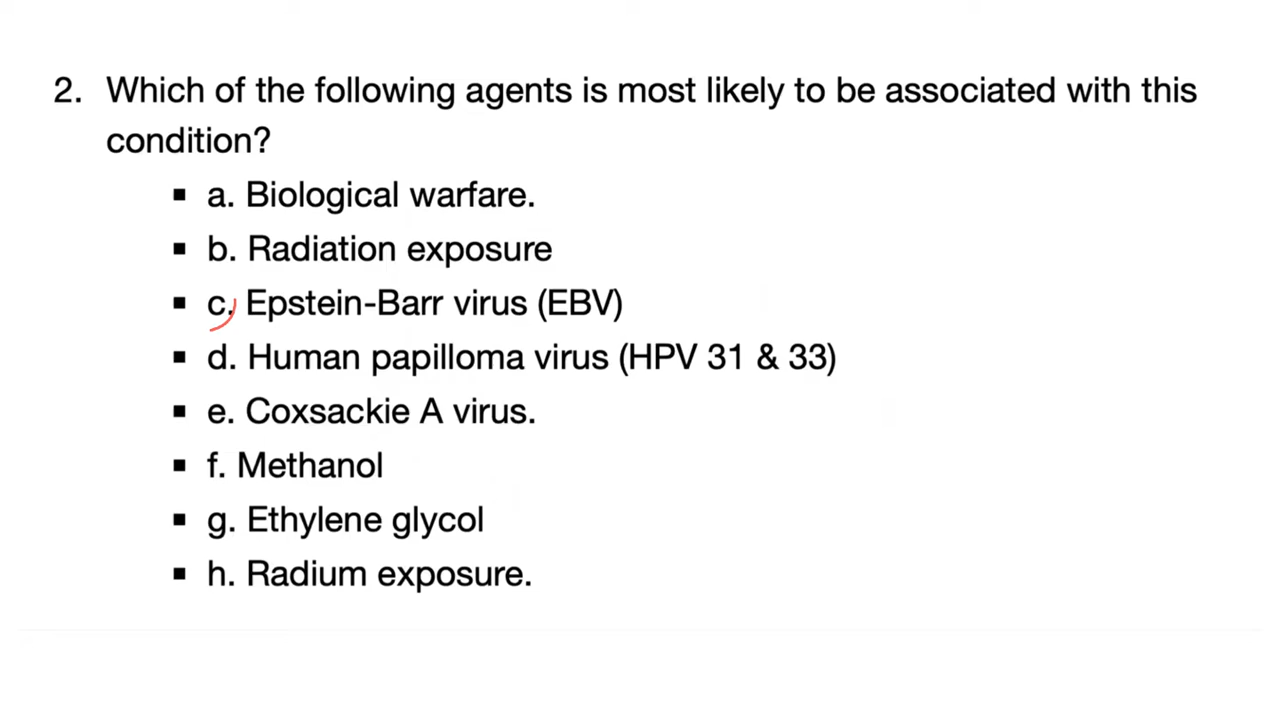 2. Which of the following agents is most likely to be associated with this
condition?
▪ a. Biological warfare.
▪ b. Radiation exposure
▪ c. Epstein-Barr virus (EBV)
▪ d. Human papilloma virus (HPV 31 & 33)
▪ e. Coxsackie A virus.
▪ f. Methanol
▪ g. Ethylene glycol
▪ h. Radium exposure.